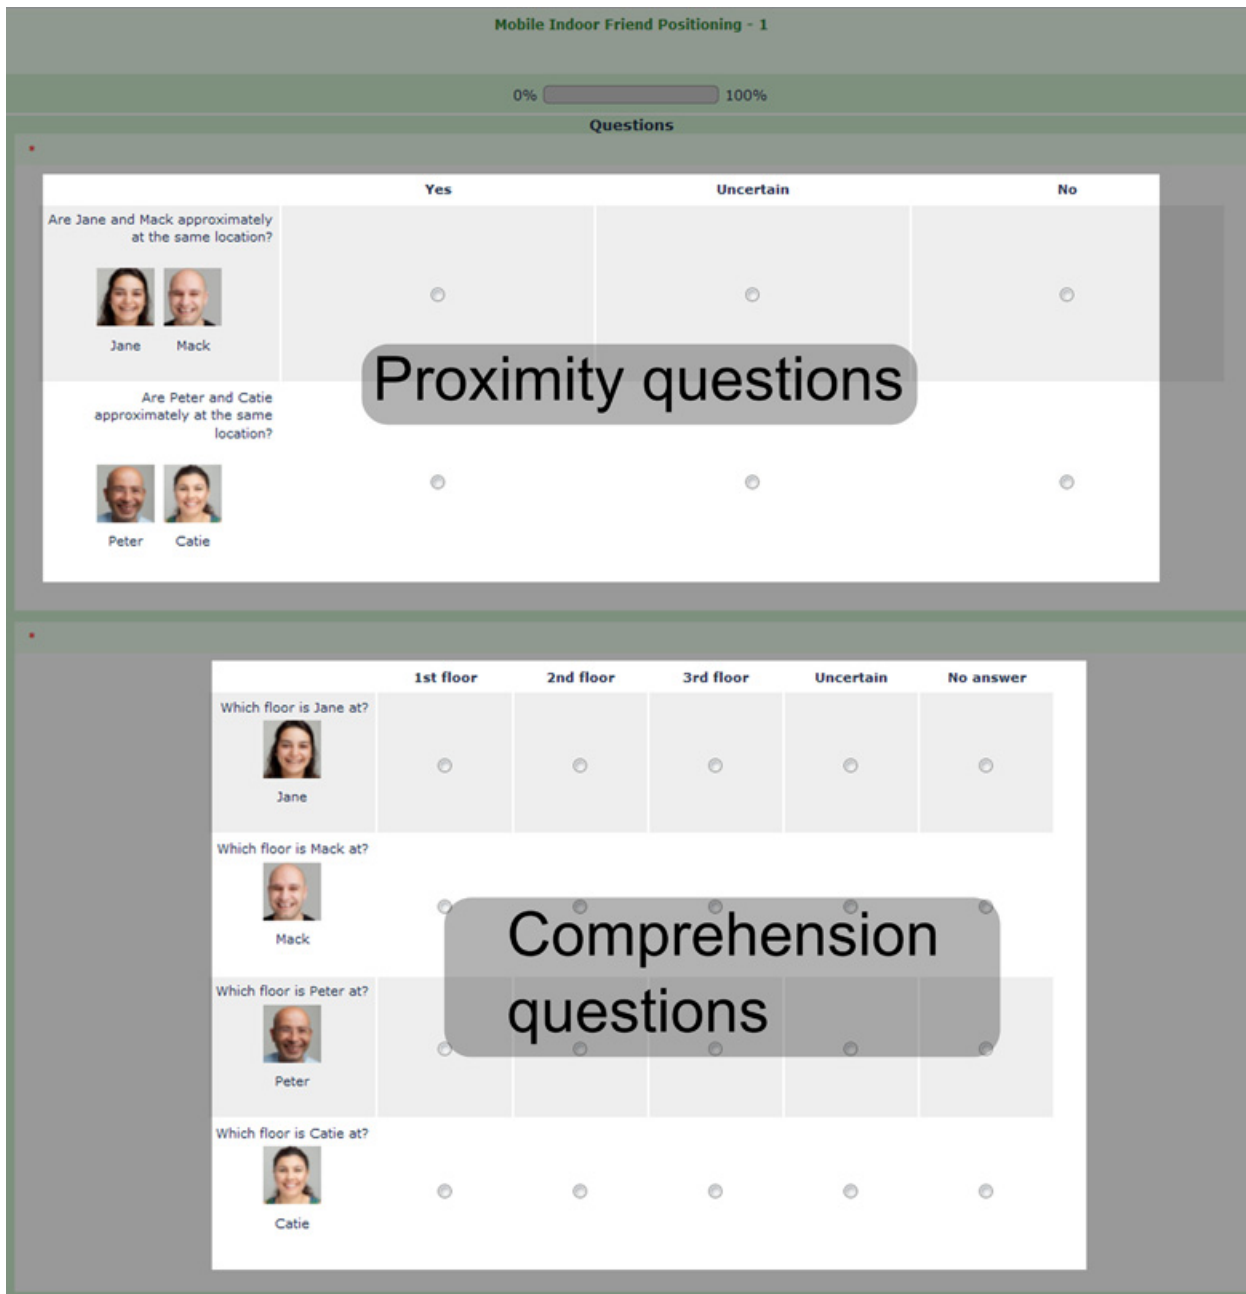 Mobile Indoor Friend Positioning - 1
0% 100%
Questions
*
Yes Uncertain No
Are Jane and Mack approximately
at the same location?
Jane Mack
Proximity questions
Are Peter and Catie
approximately at the same
location?
Peter Catie
*
1st floor 2nd floor 3rd floor Uncertain No answer
Which floor is Jane at?
Jane
Which floor is Mack at?
Mack
Comprehension
questions
Which floor is Peter at?
Peter
Which floor is Catie at?
Catie